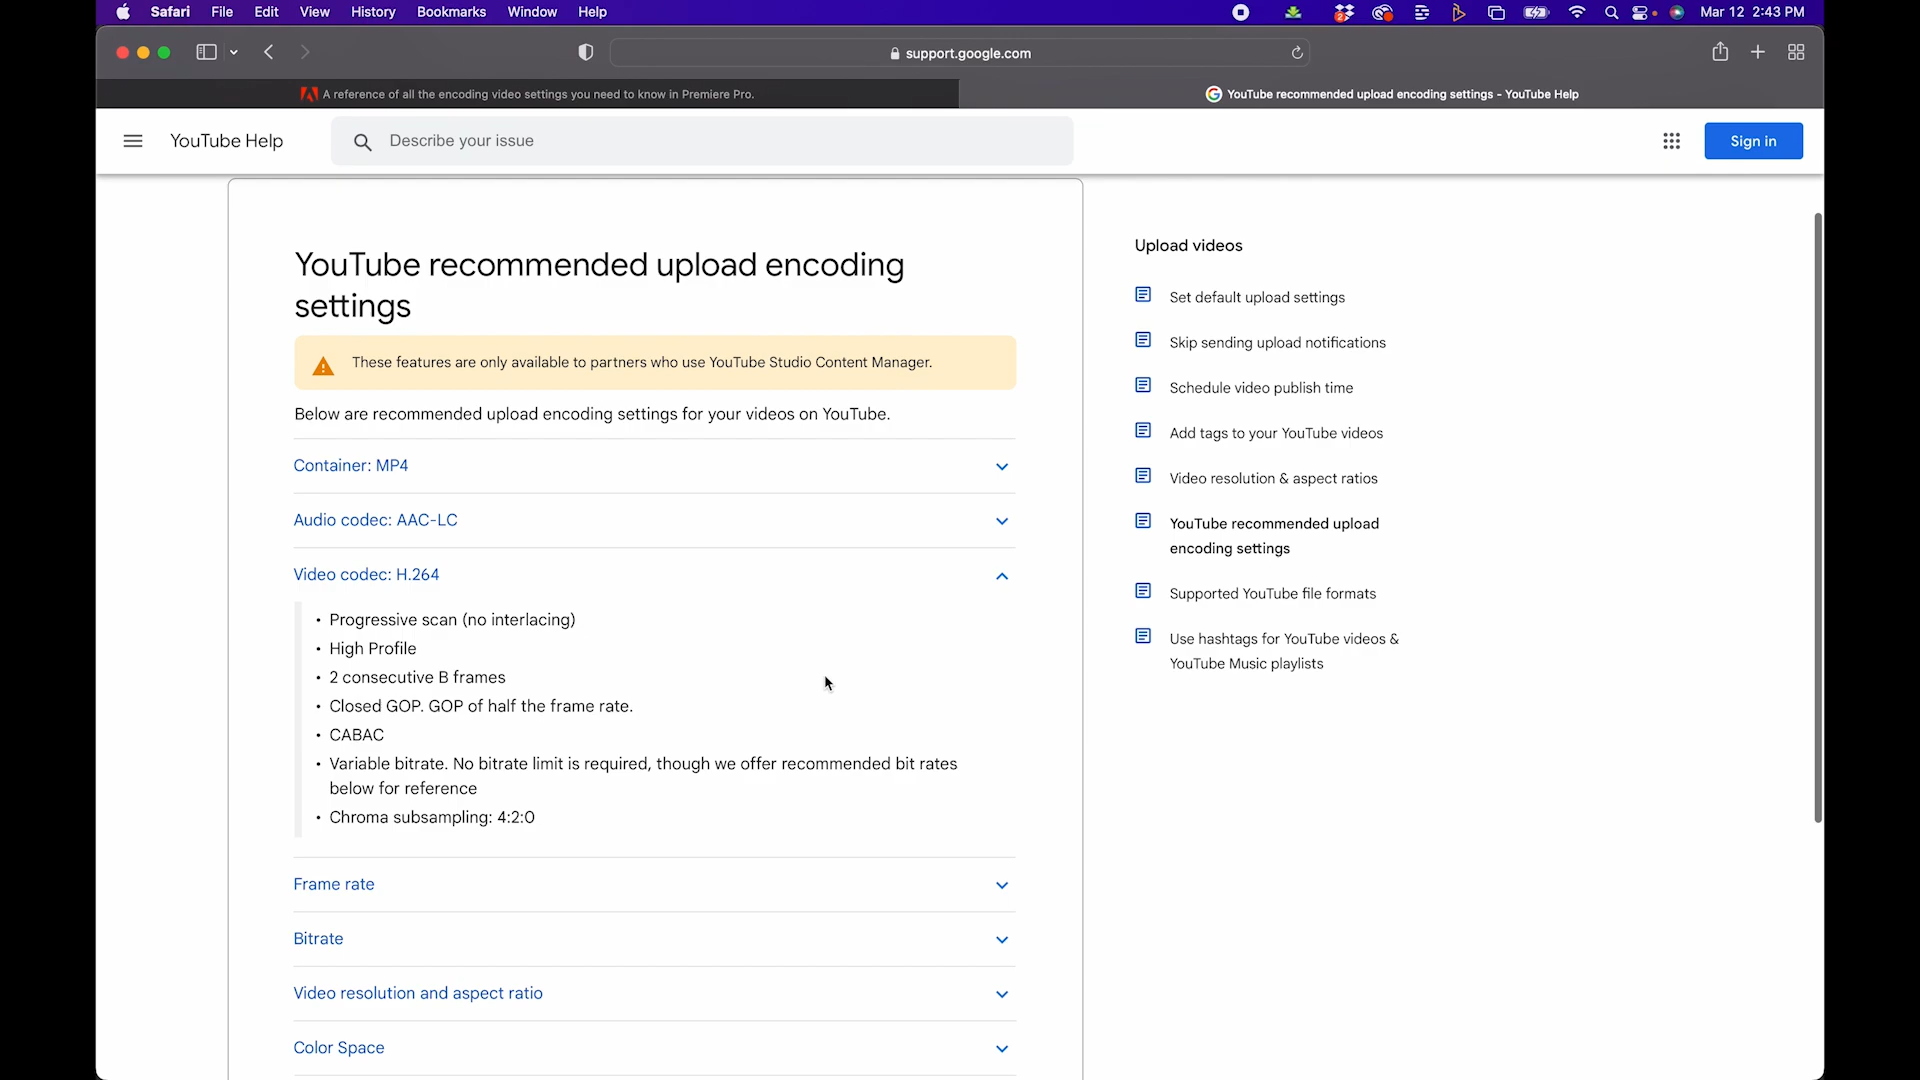 Safari File Edit View History Bookmarks Window Help
2
Mar 12 2:43 PM
support.google.com
A reference of all the encoding video settings you need to know in Premiere Pro.
YouTube recommended upload encoding settings - YouTube Help
YouTube Help
Describe your issue
Sign in
YouTube recommended upload encoding
settings
These features are only available to partners who use YouTube Studio Content Manager.
Below are recommended upload encoding settings for your videos on YouTube.
Container: MP4
Audio codec: AAC-LC
Video codec: H.264
• Progressive scan (no interlacing)
• High Profile
• 2 consecutive B frames
• Closed GOP. GOP of half the frame rate.
• CABAC
• Variable bitrate. No bitrate limit is required, though we offer recommended bit rates
below for reference
• Chroma subsampling: 4:2:0
Frame rate
Bitrate
Video resolution and aspect ratio
Color Space
Upload videos
Set default upload settings
Skip sending upload notifications
Schedule video publish time
Add tags to your YouTube videos
Video resolution & aspect ratios
YouTube recommended upload
encoding settings
Supported YouTube file formats
Use hashtags for YouTube videos &
YouTube Music playlists